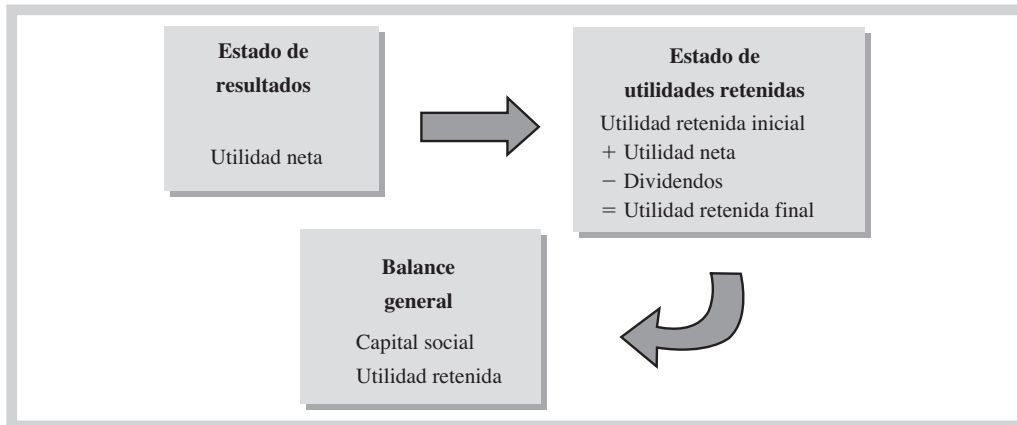 Estado de
resultados
Utilidad neta
Estado de
utilidades retenidas
Utilidad retenida inicial
+ Utilidad neta
− Dividendos
= Utilidad retenida final
Balance
general
Capital social
Utilidad retenida